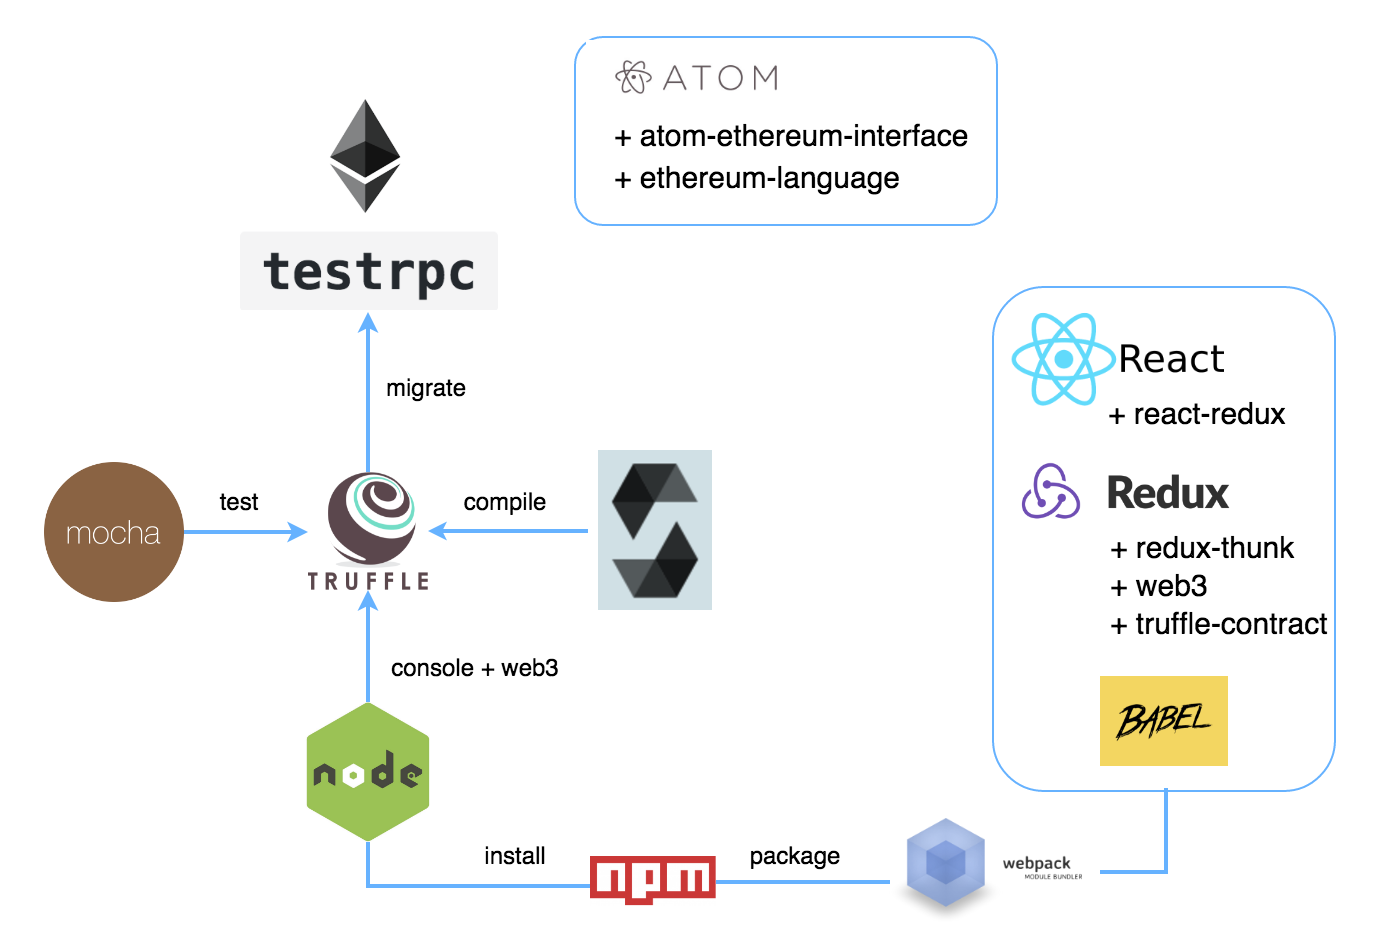 ATOM
+ atom-ethereum-interface
+ ethereum-language
testrpc
migrate
React
+ react-redux
mocha
test
TRUFFLE
compile
Redux
+ redux-thunk
+ web3
+ truffle-contract
console + web3
BABEL
node
install
npm
package
webpack
MODULE BUNDLER